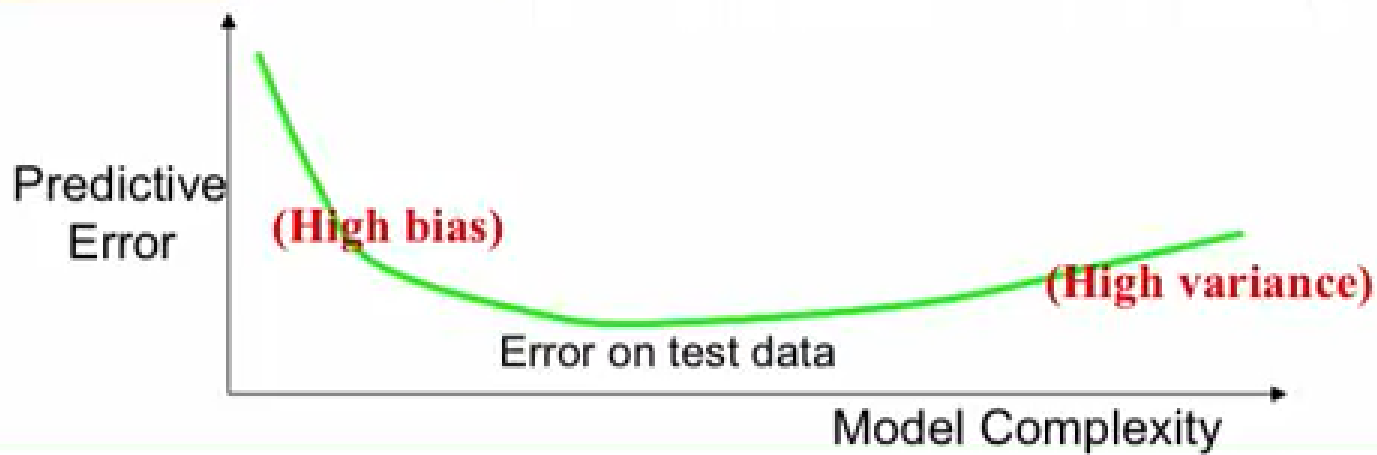 Predictive
Error
(High bias)
(High variance)
Error on test data
Model Complexity